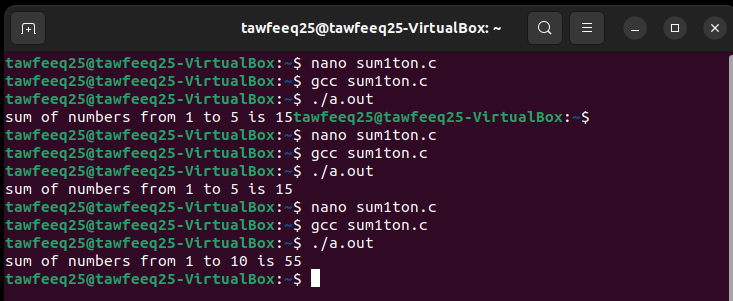 tawfeeq25@tawfeeq25-VirtualBox: ~
tawfeeq25@tawfeeq25-VirtualBox:~$ nano sum1ton.c
tawfeeq25@tawfeeq25-VirtualBox:~$ gcc sum1ton.c
tawfeeq25@tawfeeq25-VirtualBox:~$ ./a.out
sum of numbers from 1 to 5 is 15tawfeeq25@tawfeeq25-VirtualBox:~$
tawfeeq25@tawfeeq25-VirtualBox:~$ nano sum1ton.c
tawfeeq25@tawfeeq25-VirtualBox:~$ gcc sum1ton.c
tawfeeq25@tawfeeq25-VirtualBox:~$ ./a.out
sum of numbers from 1 to 5 is 15
tawfeeq25@tawfeeq25-VirtualBox:~$ nano sum1ton.c
tawfeeq25@tawfeeq25-VirtualBox:~$ gcc sum1ton.c
tawfeeq25@tawfeeq25-VirtualBox:~$ ./a.out
sum of numbers from 1 to 10 is 55
tawfeeq25@tawfeeq25-VirtualBox:~$